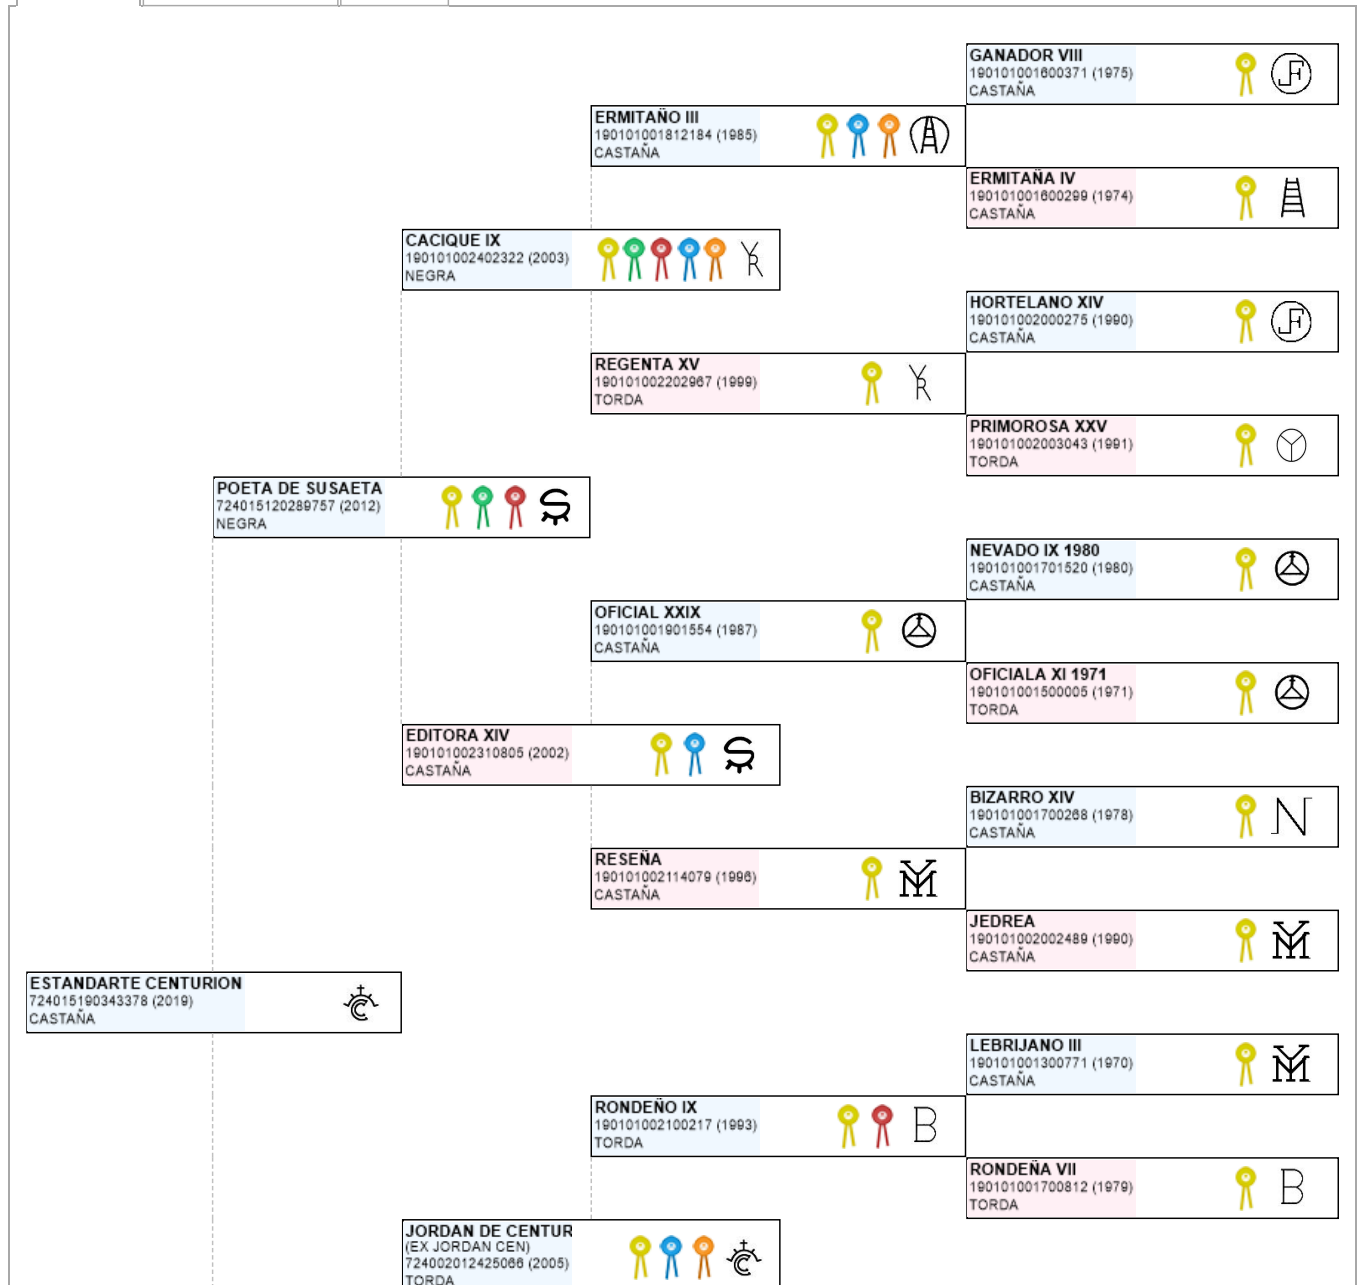 GANADOR VIII
190101001600371 (1975)
CASTAÑA
ERMITAÑO III
190101001812184 (1985)
CASTAÑA
ERMITAÑA IV
190101001600299 (1974)
CASTAÑA
CACIQUE IX
190101002402322 (2003)
NEGRA
HORTELANO XIV
190101002000275 (1990)
CASTAÑA
REGENTA XV
190101002202967 (1999)
TORDA
PRIMOROSA XXV
190101002003043 (1991)
TORDA
POETA DE SUSAETA
724015120289757 (2012)
NEGRA
NEVADO IX 1980
190101001701520 (1980)
CASTAÑA
OFICIAL XXIX
190101001901554 (1987)
CASTAÑA
OFICIALA XI 1971
190101001500005 (1971)
TORDA
EDITORA XIV
190101002310805 (2002)
CASTAÑA
BIZARRO XIV
190101001700268 (1978)
CASTAÑA
RESEÑA
190101002114079 (1996)
CASTAÑA
JEDREA
190101002002489 (1990)
CASTAÑA
ESTANDARTE CENTURION
724015190343378 (2019)
CASTAÑA
LEBRIJANO III
190101001300771 (1970)
CASTAÑA
RONDEÑO IX
190101002100217 (1993)
TORDA
RONDEÑA VII
190101001700812 (1979)
TORDA
JORDAN DE CENTUR
(EX JORDAN CEN)
724002012425066 (2005)
TORDA